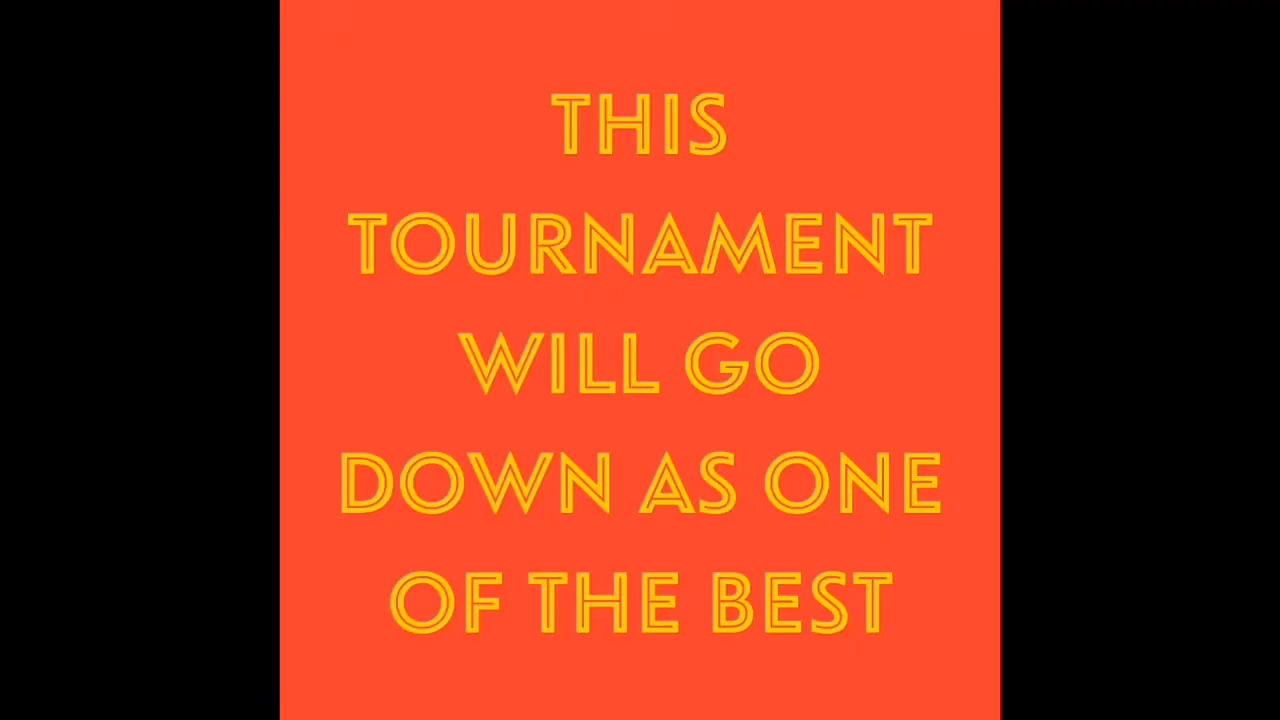 THIS
TOURNAMENT
WILL GO
DOWN AS ONE
OF THE BEST